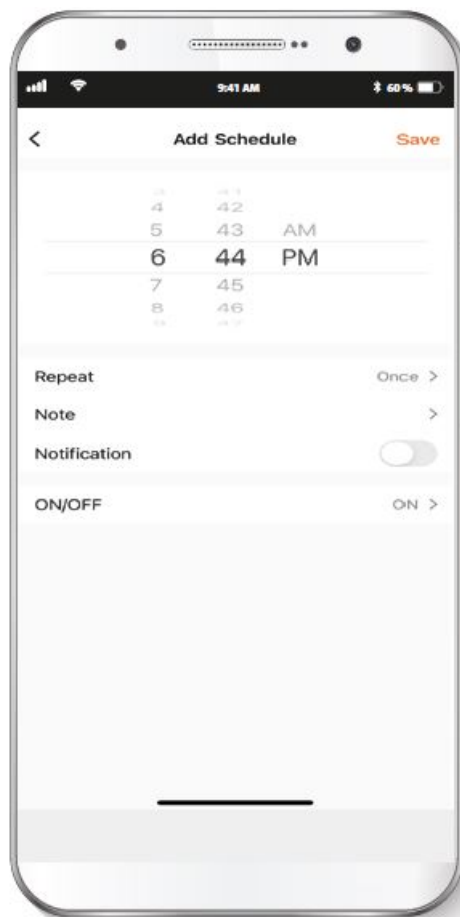 9:41 AM 60%
Add Schedule Save
4 42
5 43 AM
6 44 PM
7 45
8 46
Repeat Once
Note
Notification
ON/OFF ON